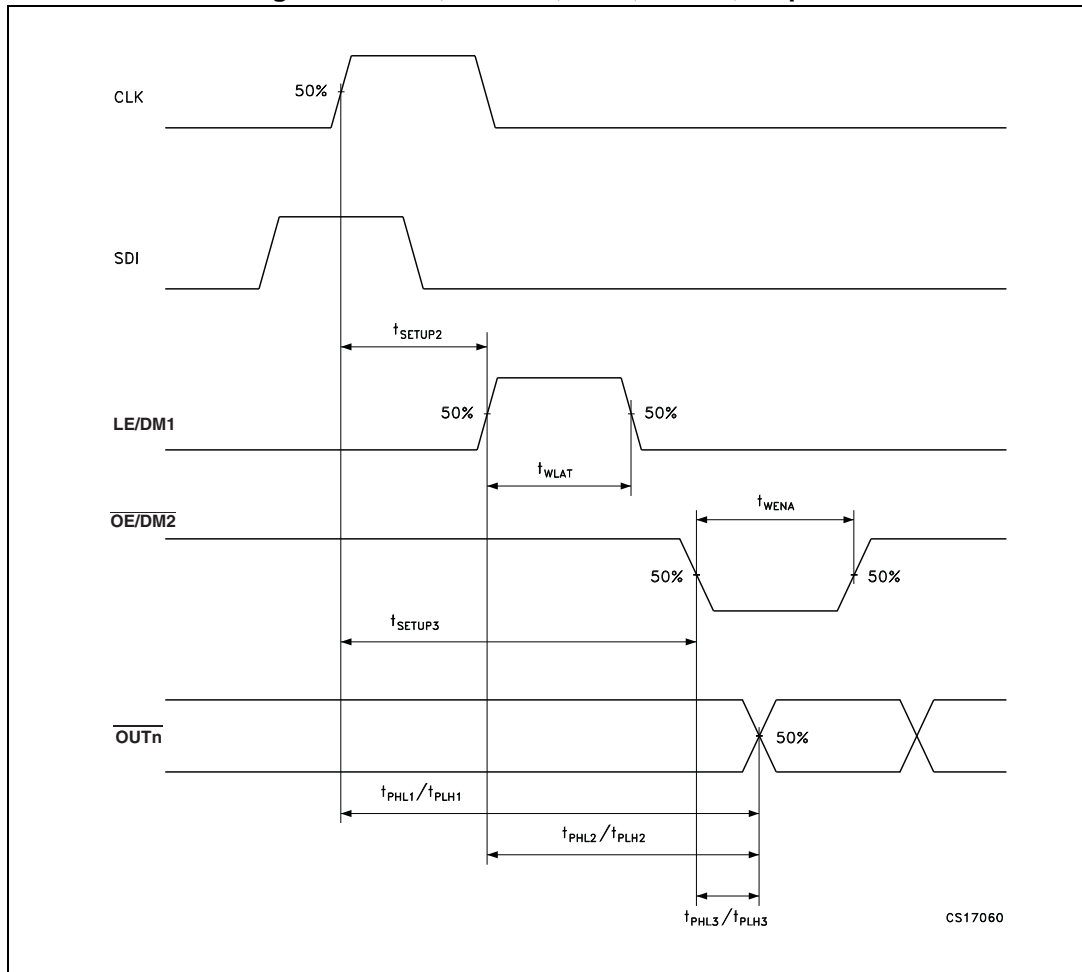 50%
CLK
SDI
tSETUP2
50% 50%
LE/DM1
tWLAT
OE/DM2
tWENA
50% 50%
tSETUP3
OUTn
50%
tPHL1/tPLH1
tPHL2/tPLH2
tPHL3/tPLH3
CS17060